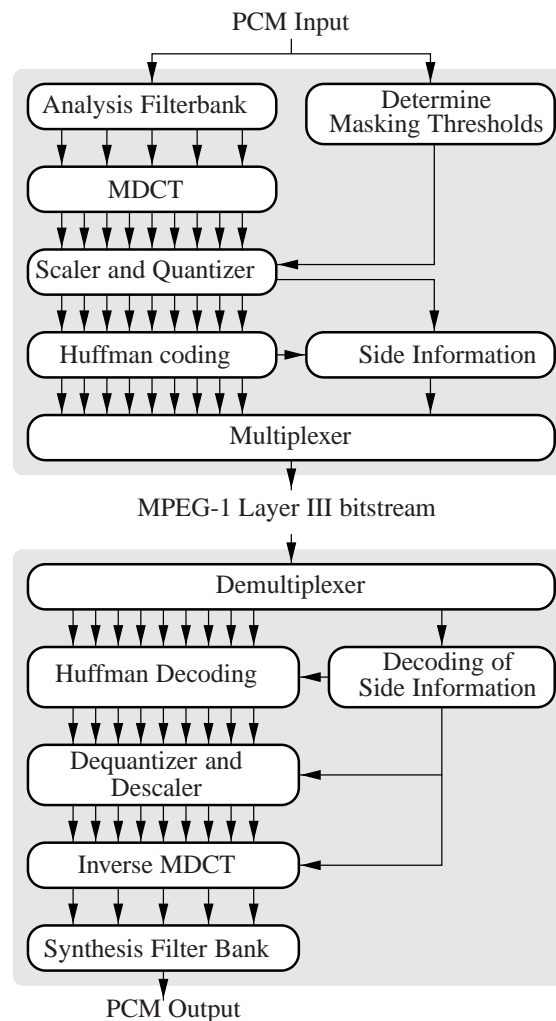 PCM Input
Analysis Filterbank
Determine
Masking Thresholds
MDCT
Scaler and Quantizer
Huffman coding
Side Information
Multiplexer
MPEG-1 Layer III bitstream
Demultiplexer
Huffman Decoding
Decoding of
Side Information
Dequantizer and
Descaler
Inverse MDCT
Synthesis Filter Bank
PCM Output